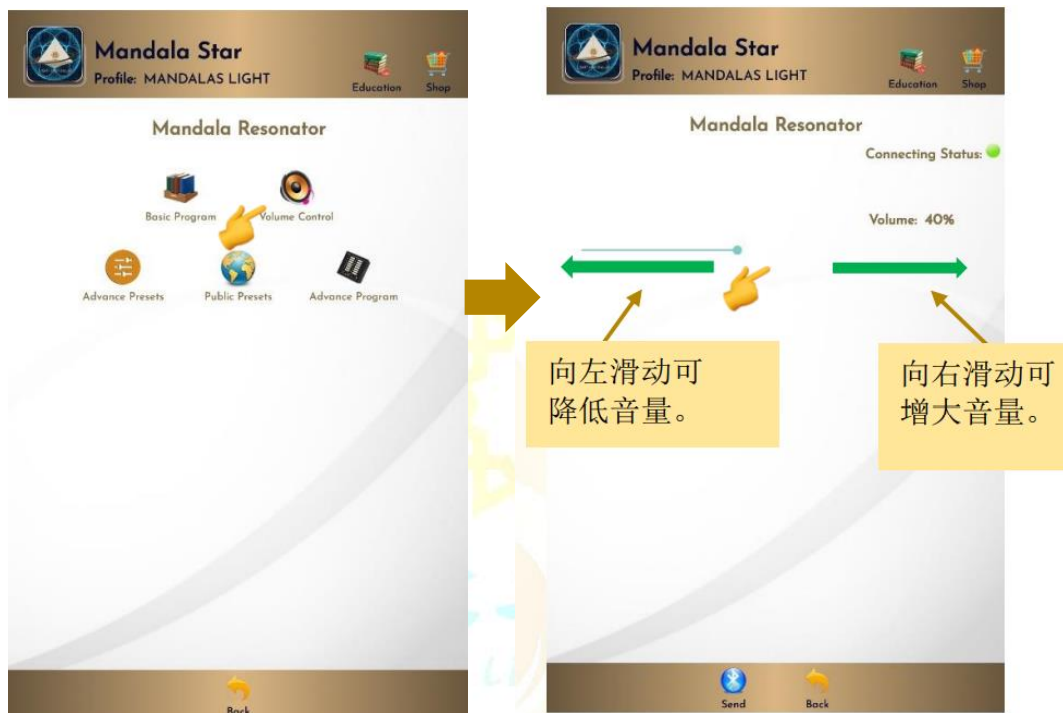 Mandala Star
Profile: MANDALAS LIGHT
Education
Shop
Mandala Resonator
Basic Program
Volume Control
Advance Presets
Public Presets
Advance Program
Back
Mandala Star
Profile: MANDALAS LIGHT
Education
Shop
Mandala Resonator
Connecting Status:
Volume: 40%
向左滑动可
降低音量。
向右滑动可
增大音量。
Send
Back